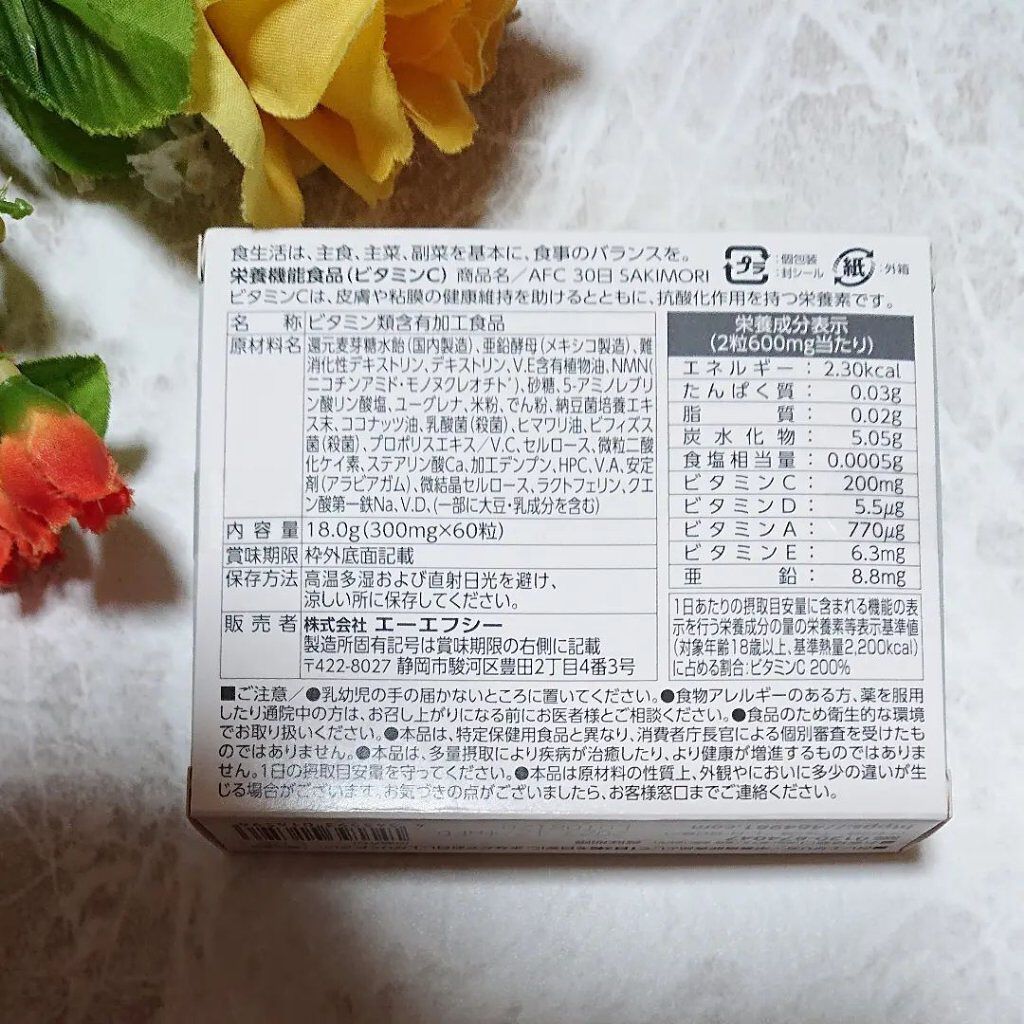 食生活は、主食、主菜、副菜を基本に、食事のバランスを。
栄養機能食品(ビタミンC) 商品名/AFC 30日 SAKIMORI
プラ :個包装 :封シール 紙 :外箱
ビタミンCは、皮膚や粘膜の健康維持を助けるとともに、抗酸化作用を持つ栄養素です。
名称 ビタミン類含有加工食品
原材料名 還元麦芽糖水飴(国内製造)、亜鉛酵母(メキシコ製造)、難
消化性デキストリン、デキストリン、V.E含有植物油、NMN(
ニコチンアミド・モノヌクレオチド)、砂糖、5-アミノレブリ
ン酸リン酸塩、ユーグレナ、米粉、でん粉、納豆菌培養エキ
ス末、ココナッツ油、乳酸菌(殺菌)、ヒマワリ油、ビフィズス
菌(殺菌)、プロポリスエキス/V.C、セルロース、微粒二酸
化ケイ素、ステアリン酸Ca、加工デンプン、HPC、V.A、安定
剤(アラビアガム)、微結晶セルロース、ラクトフェリン、クエ
ン酸第一鉄Na、V.D、(一部に大豆・乳成分を含む)
内容量 18.0g(300mg×60粒)
賞味期限 枠外底面記載
保存方法 高温多湿および直射日光を避け、
涼しい所に保存してください。
販売者 株式会社 エーエフシー
製造所固有記号は賞味期限の右側に記載
〒422-8027 静岡市駿河区豊田2丁目4番3号
栄養成分表示
(2粒600mg当たり)
エネルギー: 2.30kcal
たんぱく質: 0.03g
脂質: 0.02g
炭水化物: 5.05g
食塩相当量: 0.0005g
ビタミンC: 200mg
ビタミンD: 5.5μg
ビタミンA: 770μg
ビタミンE: 6.3mg
亜鉛: 8.8mg
1日あたりの摂取目安量に含まれる機能の表
示を行う栄養成分の量の栄養素等表示基準値
(対象年齢18歳以上、基準熱量2,200kcal)
に占める割合:ビタミンC 200%
■ご注意/●乳幼児の手の届かないところに置いてください。●食物アレルギーのある方、薬を服用
したり通院中の方は、お召し上がりになる前にお医者様とご相談ください。●食品のため衛生的な環境
でお取り扱いください。●本品は、特定保健用食品と異なり、消費者庁長官による個別審査を受けたも
のではありません。●本品は、多量摂取により疾病が治癒したり、より健康が増進するものではありま
せん。1日の摂取目安量を守ってください。●本品は原材料の性質上、外観やにおいに多少の違いが生
じる場合がございます。お気づきの点がございましたら、お客様窓口までご連絡ください。